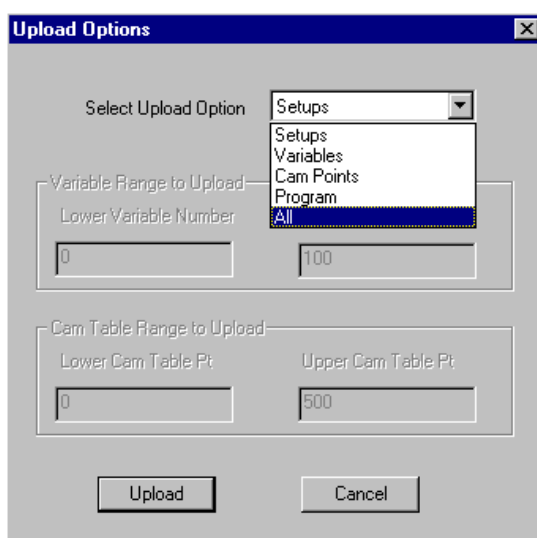 Upload Options
Select Upload Option Setups
Setups
Variables
Cam Points
Program
All
Variable Range to Upload
Lower Variable Number
0 100
Cam Table Range to Upload
Lower Cam Table Pt Upper Cam Table Pt
0 500
Upload Cancel